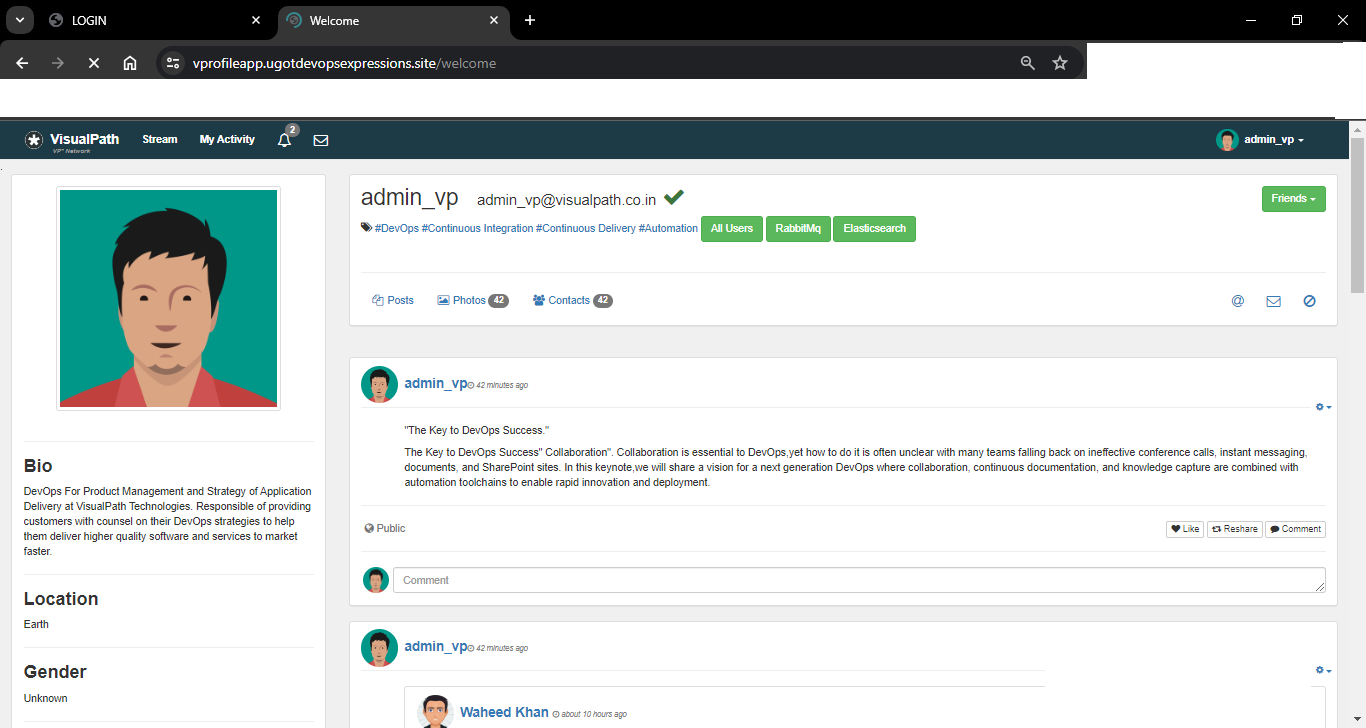 LOGIN
Welcome
vprofileapp.ugotdevopsexpressions.site/welcome
VisualPath
VP* Network
Stream
My Activity
2
admin_vp
admin_vp
admin_vp@visualpath.co.in
Friends
#DevOps #Continuous Integration #Continuous Delivery #Automation
All Users
RabbitMq
Elasticsearch
Posts
Photos 42
Contacts 42
@
Bio
DevOps For Product Management and Strategy of Application
Delivery at VisualPath Technologies. Responsible of providing
customers with counsel on their DevOps strategies to help
them deliver higher quality software and services to market
faster.
Location
Earth
Gender
Unknown
admin_vp 42 minutes ago
"The Key to DevOps Success."
The Key to DevOps Success" Collaboration". Collaboration is essential to DevOps,yet how to do it is often unclear with many teams falling back on ineffective conference calls, instant messaging,
documents, and SharePoint sites. In this keynote,we will share a vision for a next generation DevOps where collaboration, continuous documentation, and knowledge capture are combined with
automation toolchains to enable rapid innovation and deployment.
Public
Like
Reshare
Comment
Comment
admin_vp 42 minutes ago
Waheed Khan about 10 hours ago